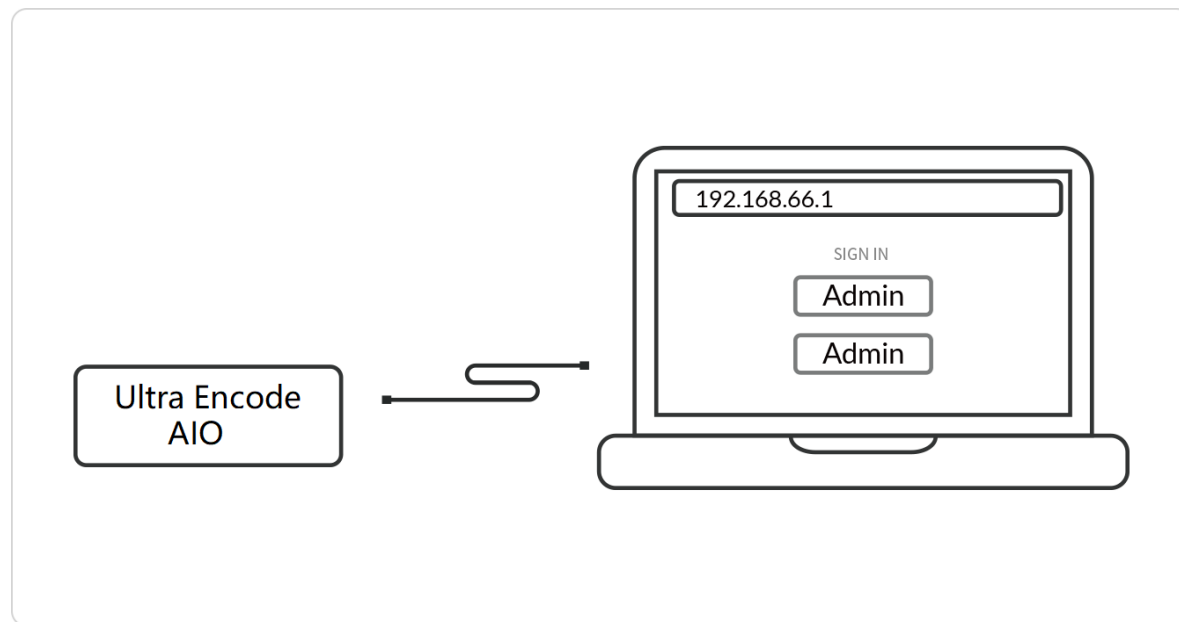 192.168.66.1
SIGN IN
Admin
Admin
Ultra Encode
AIO